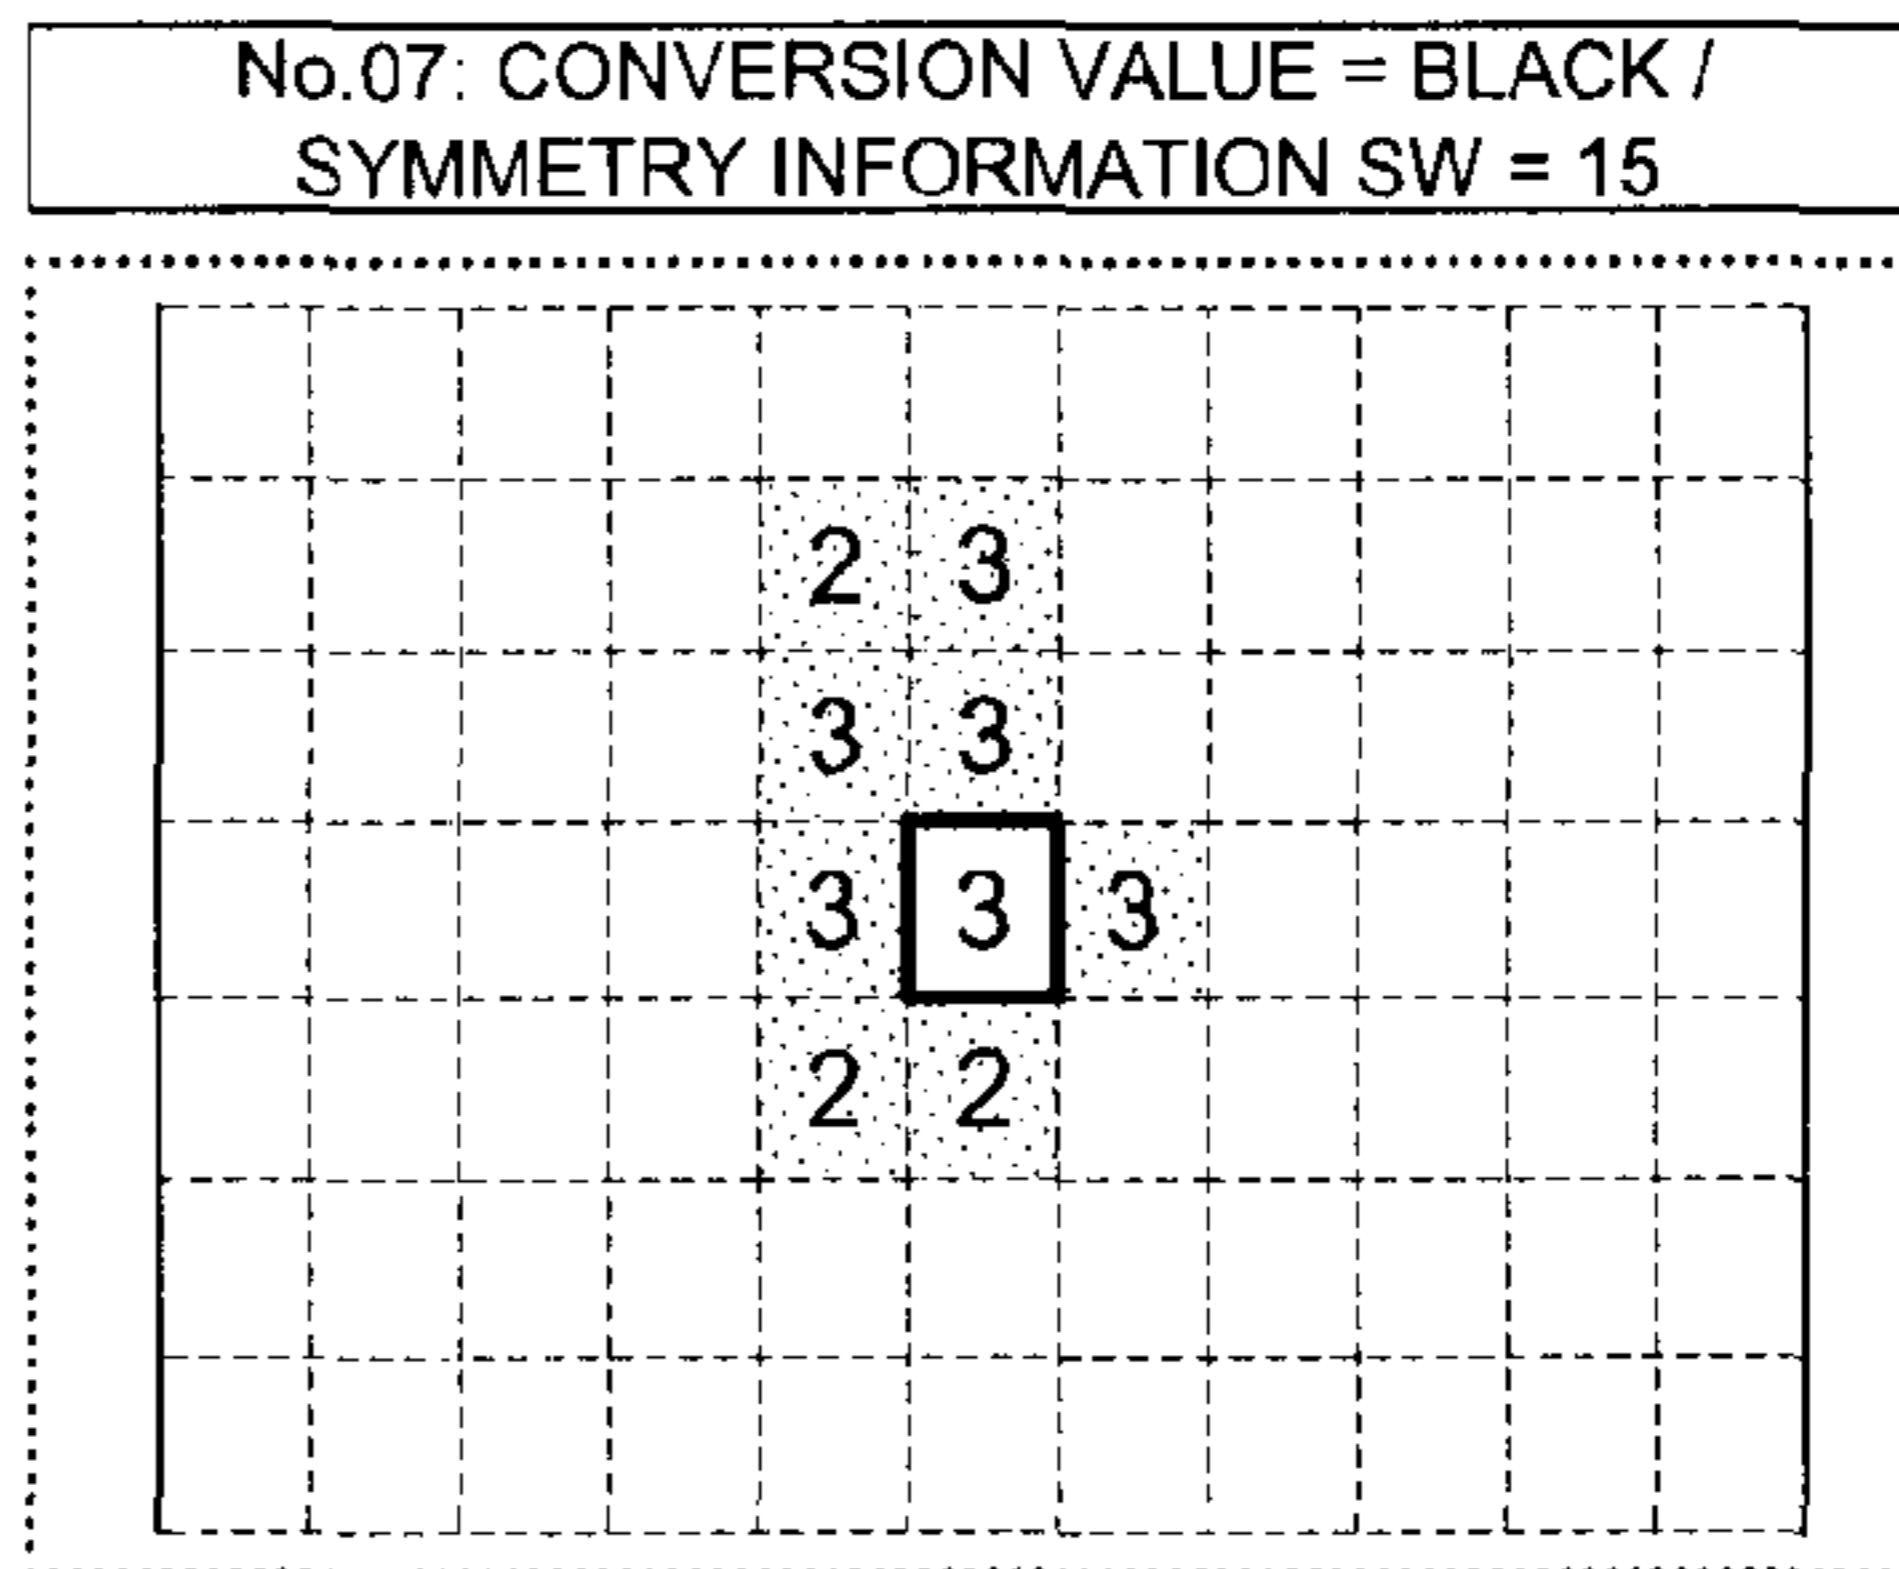 No.07: CONVERSION VALUE = BLACK /
SYMMETRY INFORMATION SW = 15
2 3
3 3
3 3 3
2 2